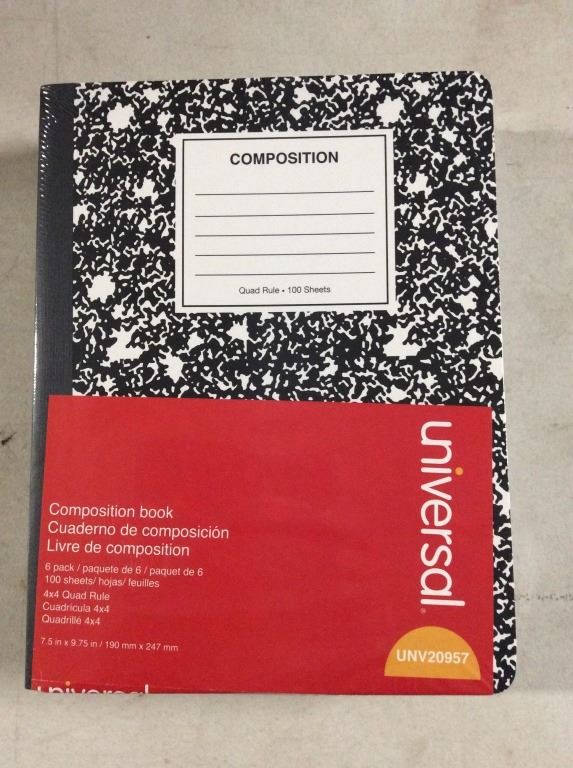 COMPOSITION
Quad Rule • 100 Sheets
universal®
Composition book
Cuaderno de composición
Livre de composition
6 pack / paquete de 6 / paquet de 6
100 sheets/ hojas/ feuilles
4x4 Quad Rule
Cuadrícula 4x4
Quadrillé 4x4
7.5 in x 9.75 in / 190 mm x 247 mm
UNV20957
universal